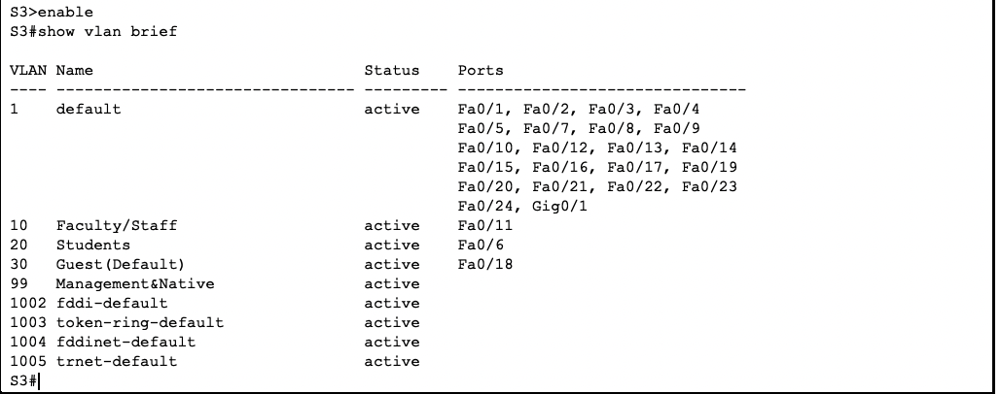 S3>enable
S3#show vlan brief
VLAN Name                             Status    Ports
---- -------------------------------- --------- -------------------------------
1    default                          active    Fa0/1, Fa0/2, Fa0/3, Fa0/4
                                                Fa0/5, Fa0/7, Fa0/8, Fa0/9
                                                Fa0/10, Fa0/12, Fa0/13, Fa0/14
                                                Fa0/15, Fa0/16, Fa0/17, Fa0/19
                                                Fa0/20, Fa0/21, Fa0/22, Fa0/23
                                                Fa0/24, Gig0/1
10   Faculty/Staff                    active    Fa0/11
20   Students                         active    Fa0/6
30   Guest(Default)                   active    Fa0/18
99   Management&Native                active
1002 fddi-default                     active
1003 token-ring-default               active
1004 fddinet-default                  active
1005 trnet-default                    active
S3#